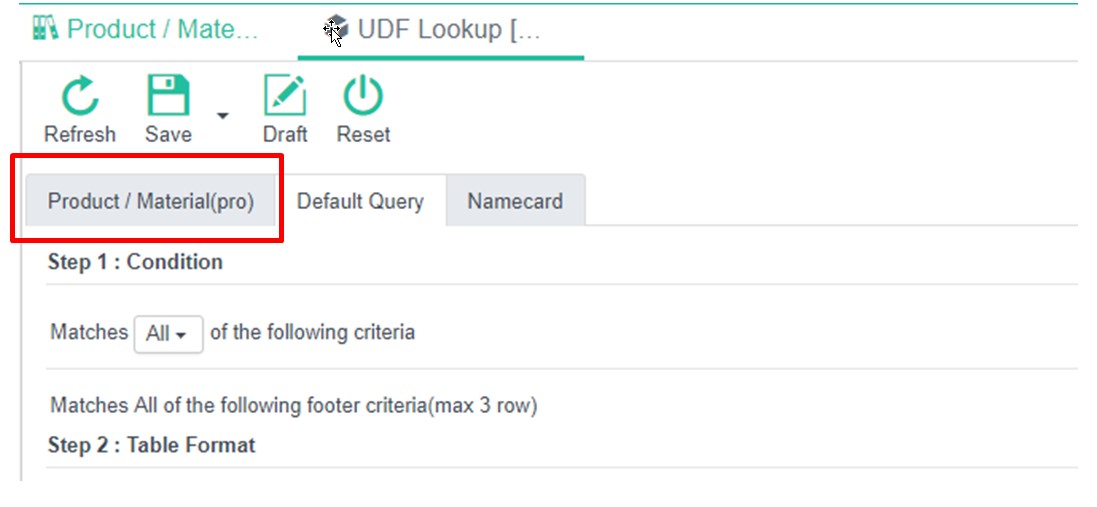 Product / Mate...
UDF Lookup [...
Refresh
Save
Draft
Reset
Product / Material(pro)
Default Query
Namecard
Step 1 : Condition
Matches All of the following criteria
Matches All of the following footer criteria(max 3 row)
Step 2 : Table Format